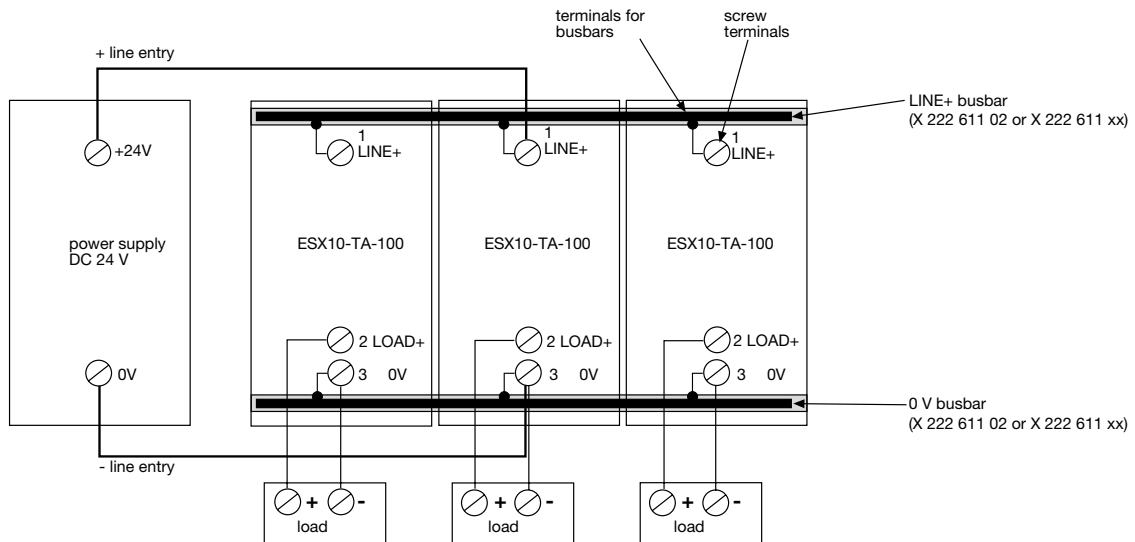 terminals for
busbars
screw
terminals
+ line entry
LINE+ busbar
(X 222 611 02 or X 222 611 xx)
+24V
1
LINE+
1
LINE+
1
LINE+
power supply
DC 24 V
ESX10-TA-100
ESX10-TA-100
ESX10-TA-100
2 LOAD+
2 LOAD+
2 LOAD+
0V
3 0V
3 0V
3 0V
0 V busbar
(X 222 611 02 or X 222 611 xx)
- line entry
+ -
load
+ -
load
+ -
load